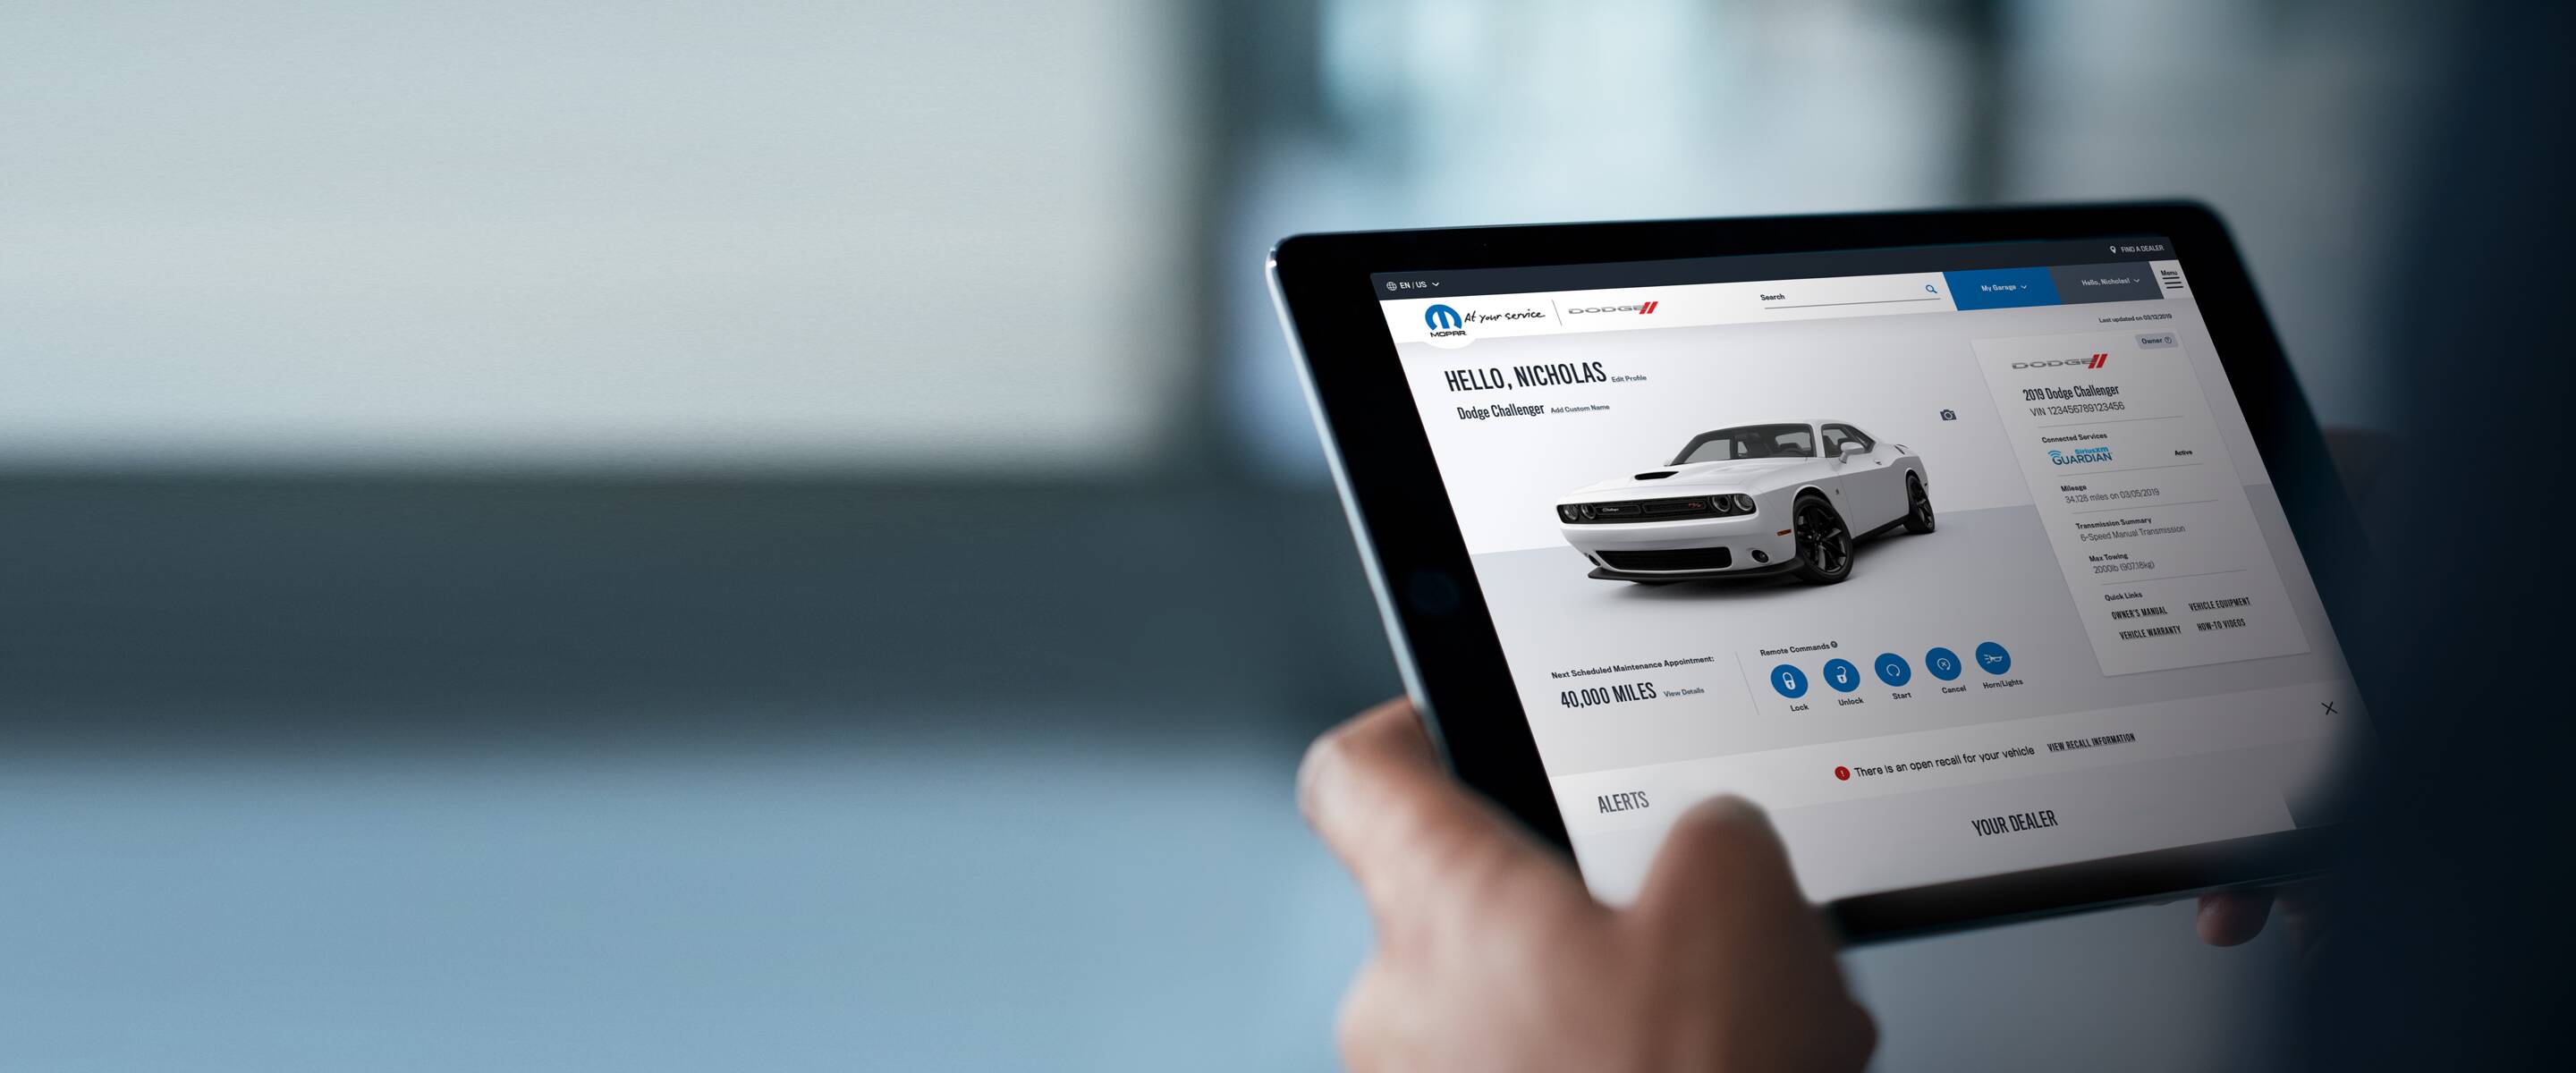 FIND A DEALER
EN / US
MOPAR
At your service
DODGE
Search
My Garage
Hello, Nicholas!
Menu
Last updated on 03/12/2019
HELLO, NICHOLAS Edit Profile
Dodge Challenger Add Custom Name
Owner
DODGE
2019 Dodge Challenger
VIN 123456789123456
Connected Services
SiriusXM
GUARDIAN
Active
Mileage
34,128 miles on 03/05/2019
Transmission Summary
6-Speed Manual Transmission
Max Towing
2000lb (907.18kg)
Quick Links
OWNER'S MANUAL VEHICLE EQUIPMENT
VEHICLE WARRANTY HOW-TO VIDEOS
Next Scheduled Maintenance Appointment:
40,000 MILES View Details
Remote Commands
Lock Unlock Start Cancel Horn/Lights
There is an open recall for your vehicle VIEW RECALL INFORMATION
ALERTS
YOUR DEALER